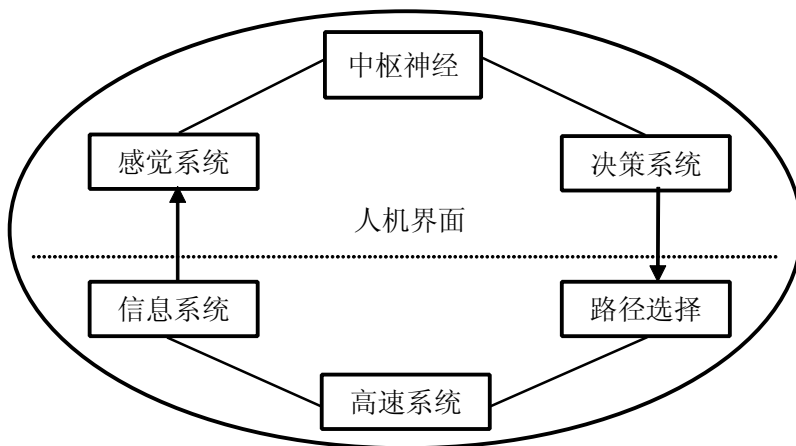 中枢神经
感觉系统
决策系统
人机界面
信息系统
路径选择
高速系统